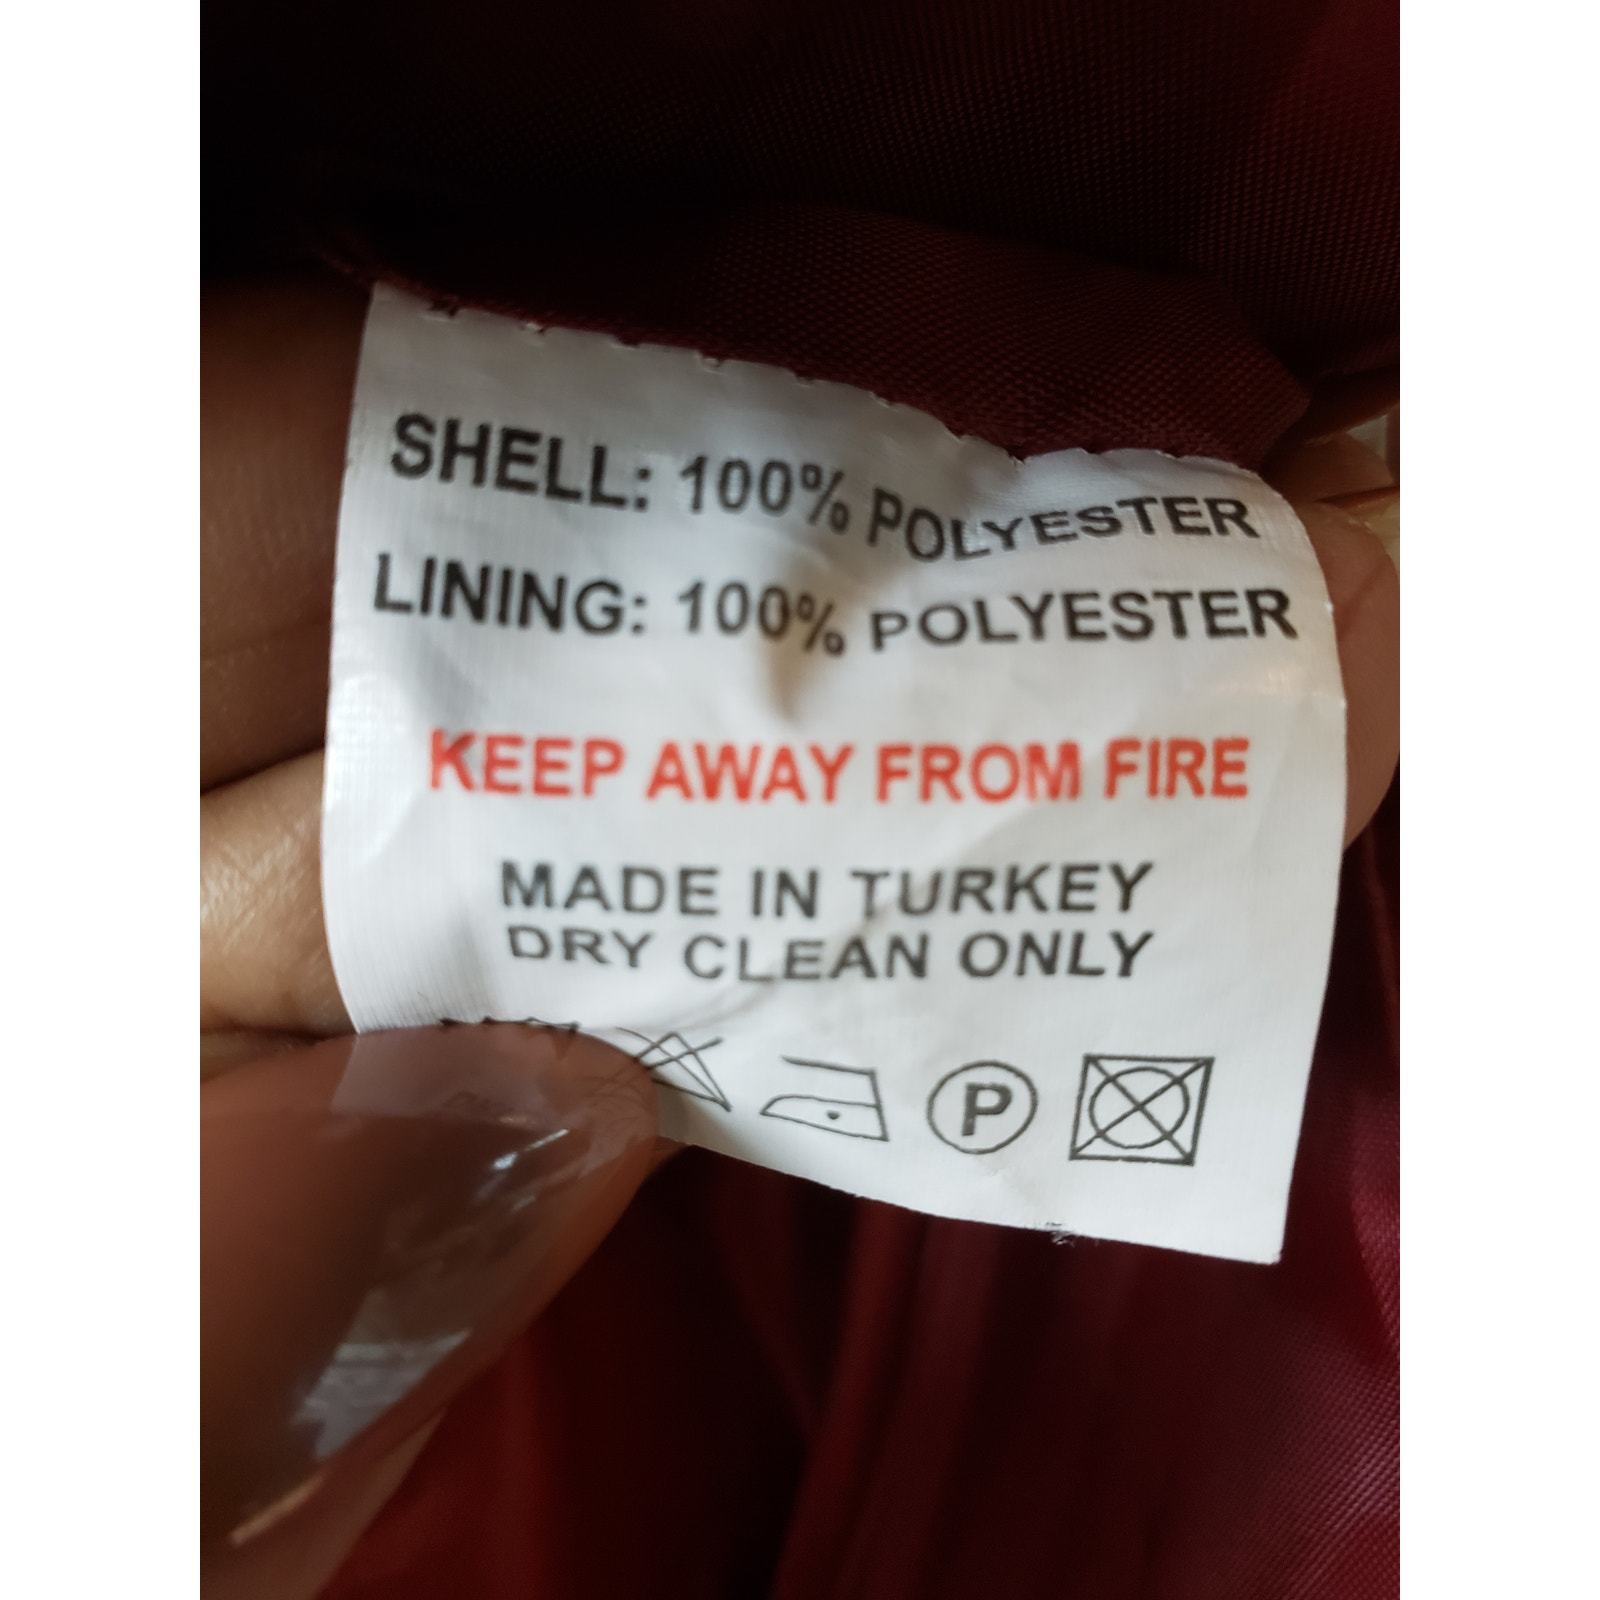 SHELL: 100% POLYESTER
LINING: 100% POLYESTER
KEEP AWAY FROM FIRE
MADE IN TURKEY
DRY CLEAN ONLY
P